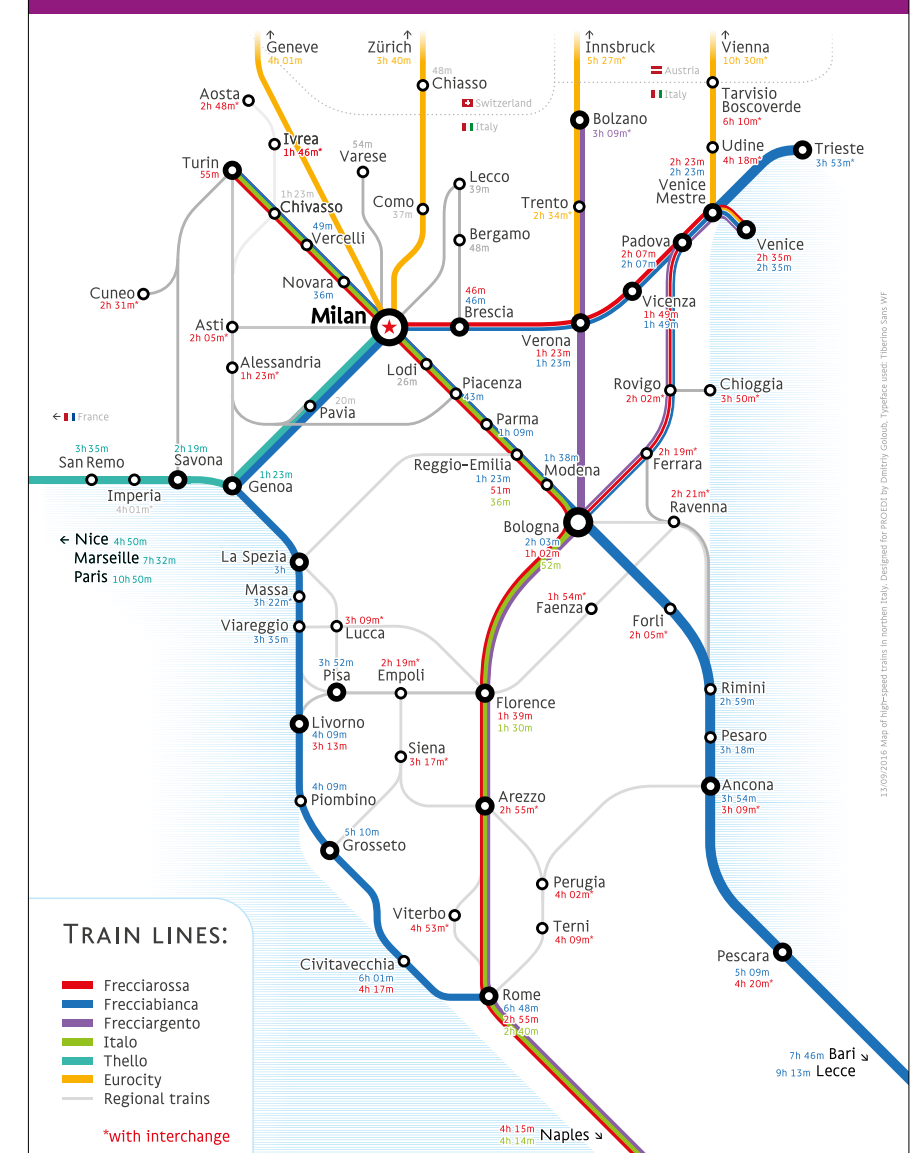 Geneve
4h 01m
Zürich
3h 40m
Innsbruck
5h 27m*
Vienna
10h 30m*
48m
Chiasso
Switzerland
Italy
Austria
Italy
Tarvisio
Boscoverde
6h 10m*
Aosta
2h 48m*
Ivrea
1h 46m*
Bolzano
3h 09m*
Udine
4h 18m*
Trieste
3h 53m*
Turin
55m
54m
Varese
Lecco
39m
2h 23m
2h 23m
Venice
Mestre
1h 23m
Chivasso
Como
37m
Trento
2h 34m*
49m
Vercelli
Bergamo
48m
Padova
2h 07m
2h 07m
Venice
2h 35m
2h 35m
Novara
36m
Cuneo
2h 31m*
46m
46m
Brescia
Vicenza
1h 49m
1h 49m
Milan
Asti
2h 05m*
Verona
1h 23m
1h 23m
Alessandria
1h 23m*
Lodi
26m
Piacenza
43m
Rovigo
2h 02m*
Chioggia
3h 50m*
20m
Pavia
← France
Parma
1h 09m
3h 35m
San Remo
2h 19m
Savona
Reggio-Emilia
1h 23m
51m
36m
1h 38m
Modena
2h 19m*
Ferrara
Imperia
4h 01m*
1h 23m
Genoa
2h 21m*
Ravenna
Bologna
2h 03m
1h 02m
52m
← Nice 4h 50m
Marseille 7h 32m
Paris 10h 50m
La Spezia
3h
Massa
3h 22m*
1h 54m*
Faenza
Forli
2h 05m*
Viareggio
3h 35m
3h 09m*
Lucca
3h 52m
Pisa
2h 19m*
Empoli
Florence
1h 39m
1h 30m
Rimini
2h 59m
Livorno
4h 09m
3h 13m
Pesaro
3h 18m
Siena
3h 17m*
4h 09m
Piombino
Arezzo
2h 55m*
Ancona
3h 54m
3h 09m*
5h 10m
Grosseto
Perugia
4h 02m*
Viterbo
4h 53m*
Terni
4h 09m*
Pescara
5h 09m
4h 20m*
Civitavecchia
6h 01m
4h 17m
Rome
6h 48m
2h 55m
2h 40m
7h 46m Bari
9h 13m Lecce
4h 15m
4h 14m
Naples
TRAIN LINES:
Frecciarossa
Frecciabianca
Frecciargento
Italo
Thello
Eurocity
Regional trains
*with interchange
13/09/2016 Map of high-speed trains in northen Italy. Designed for PROEDI by Dmitriy Goloub, Typeface used: Tiberino Sans WF